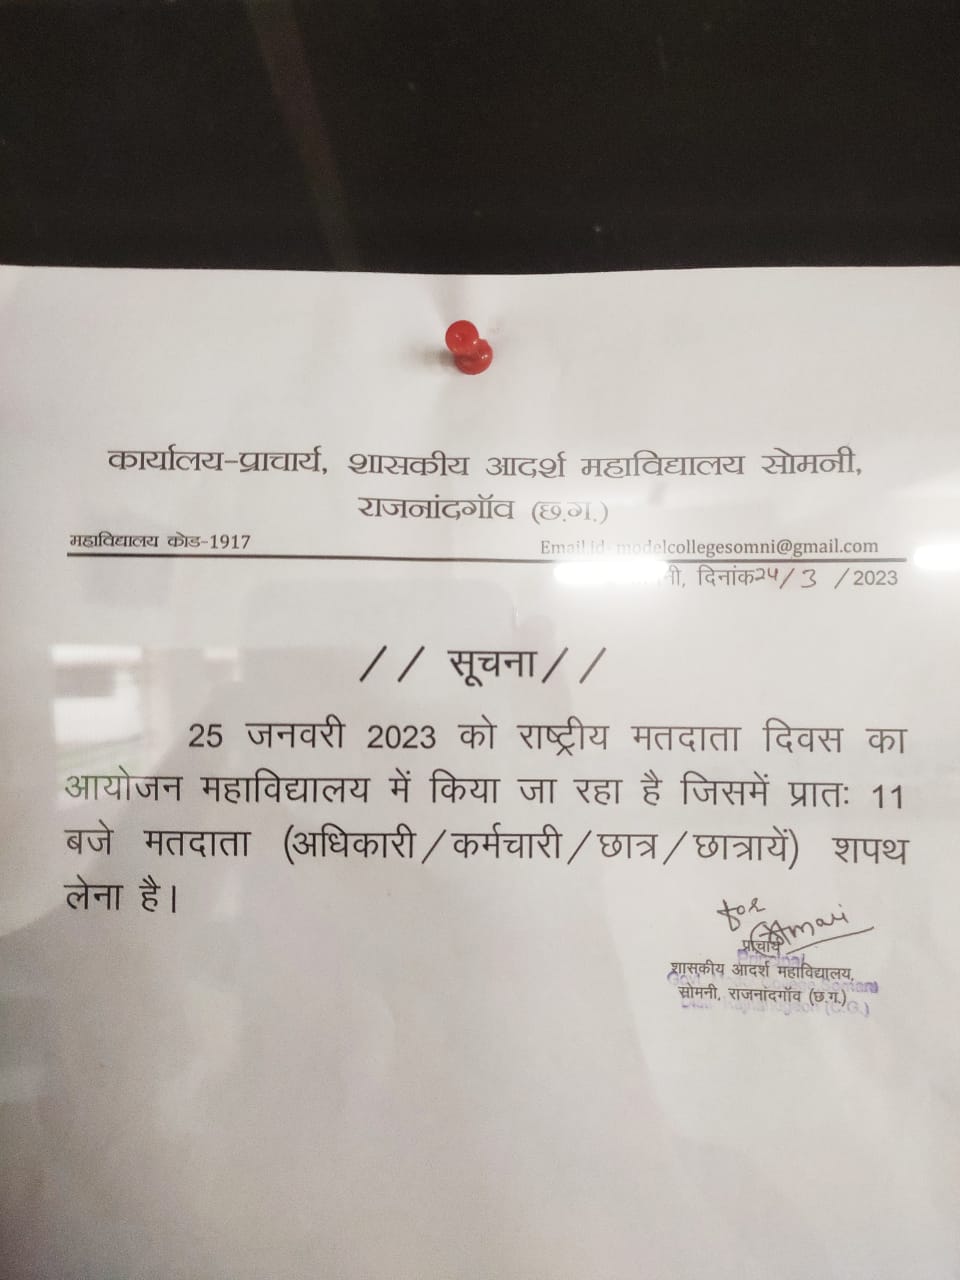 कार्यालय-प्राचार्य, शासकीय आदर्श महाविद्यालय सोमनी,
राजनांदगॉव (छ.ग.)
महाविद्यालय कोड-1917
Email.id- modelcollegesomni@gmail.com
दिनांक 24/3 /2023
// सूचना//
25 जनवरी 2023 को राष्ट्रीय मतदाता दिवस का
आयोजन महाविद्यालय में किया जा रहा है जिसमें प्रातः 11
बजे मतदाता (अधिकारी/कर्मचारी/छात्र/छात्रायें) शपथ
लेना है।
for
प्राचार्य
Principal
शासकीय आदर्श महाविद्यालय,
सोमनी, राजनांदगॉव (छ.ग.)